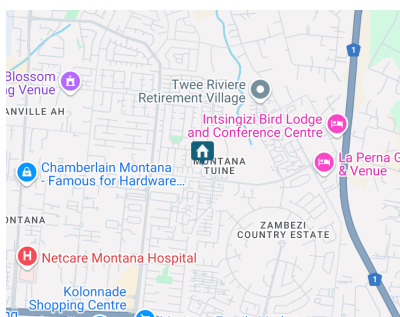 1
Blossom
ng Venue
ANVILLE AH
Twee Riviere
Retirement Village
Intsingizi Bird Lodge
and Conference Centre
MONTANA
TUINE
La Perna G
& Venue
Chamberlain Montana
- Famous for Hardware...
ONTANA
ZAMBEZI
COUNTRY ESTATE
H
Netcare Montana Hospital
1
Kolonnade
Shopping Centre